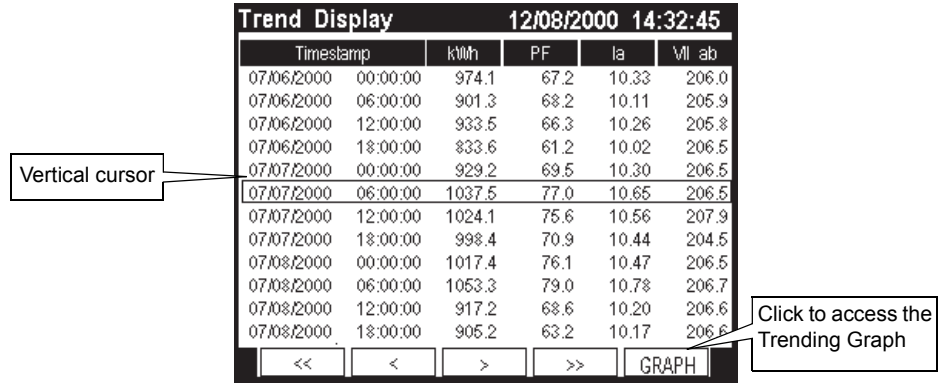 Trend Display 12/08/2000 14:32:45
Timestamp kWh PF Ia Vll ab
07/06/2000 00:00:00 974.1 67.2 10.33 206.0
07/06/2000 06:00:00 901.3 68.2 10.11 205.9
07/06/2000 12:00:00 933.5 66.3 10.26 205.8
07/06/2000 18:00:00 833.6 61.2 10.02 206.5
07/07/2000 00:00:00 929.2 69.5 10.30 206.5
Vertical cursor
07/07/2000 06:00:00 1037.5 77.0 10.65 206.5
07/07/2000 12:00:00 1024.1 75.6 10.56 207.9
07/07/2000 18:00:00 998.4 70.9 10.44 204.5
07/08/2000 00:00:00 1017.4 76.1 10.47 206.5
07/08/2000 06:00:00 1053.3 79.0 10.78 206.7
07/08/2000 12:00:00 917.2 68.6 10.20 206.6
07/08/2000 18:00:00 905.2 63.2 10.17 206.6
Click to access the
Trending Graph
<< < > >> GRAPH